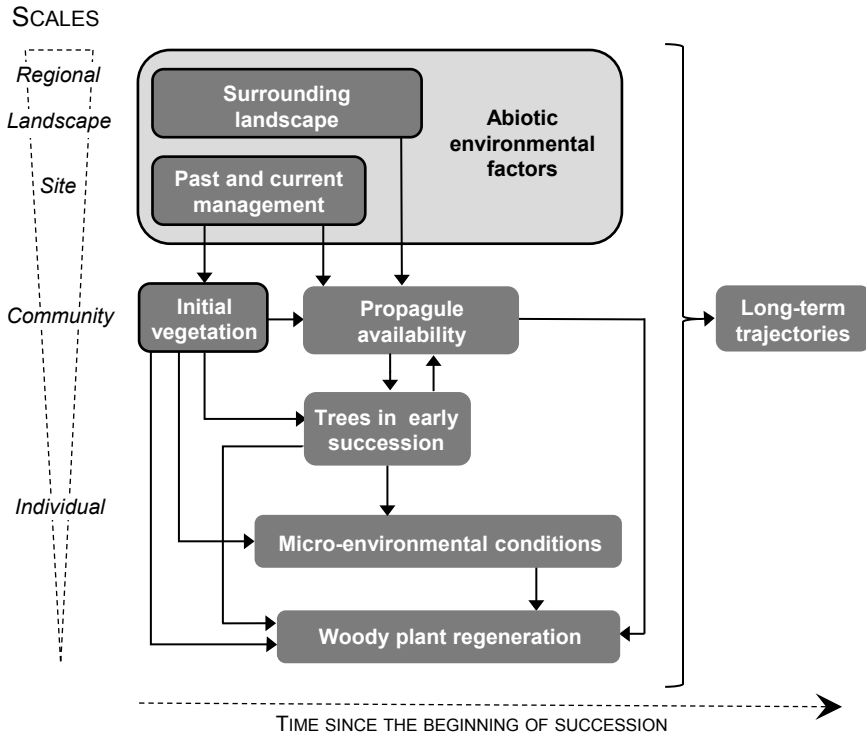 SCALES
Regional
Landscape
Site
Community
Individual
Surrounding
landscape
Abiotic
environmental
factors
Past and current
management
Initial
vegetation
Propagule
availability
Long-term
trajectories
Trees in early
succession
Micro-environmental conditions
Woody plant regeneration
TIME SINCE THE BEGINNING OF SUCCESSION